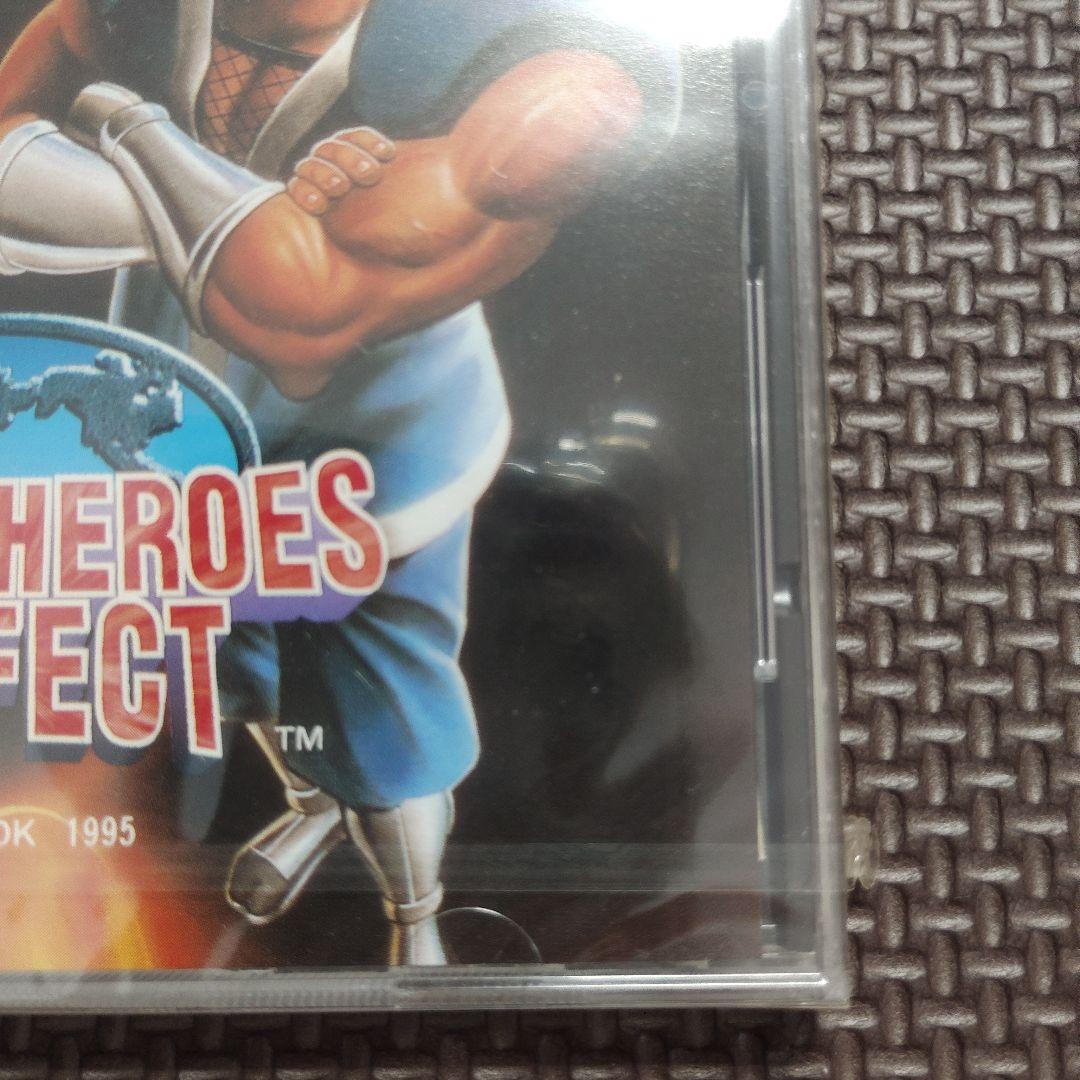 HEROES
FECT
TM
DK 1995